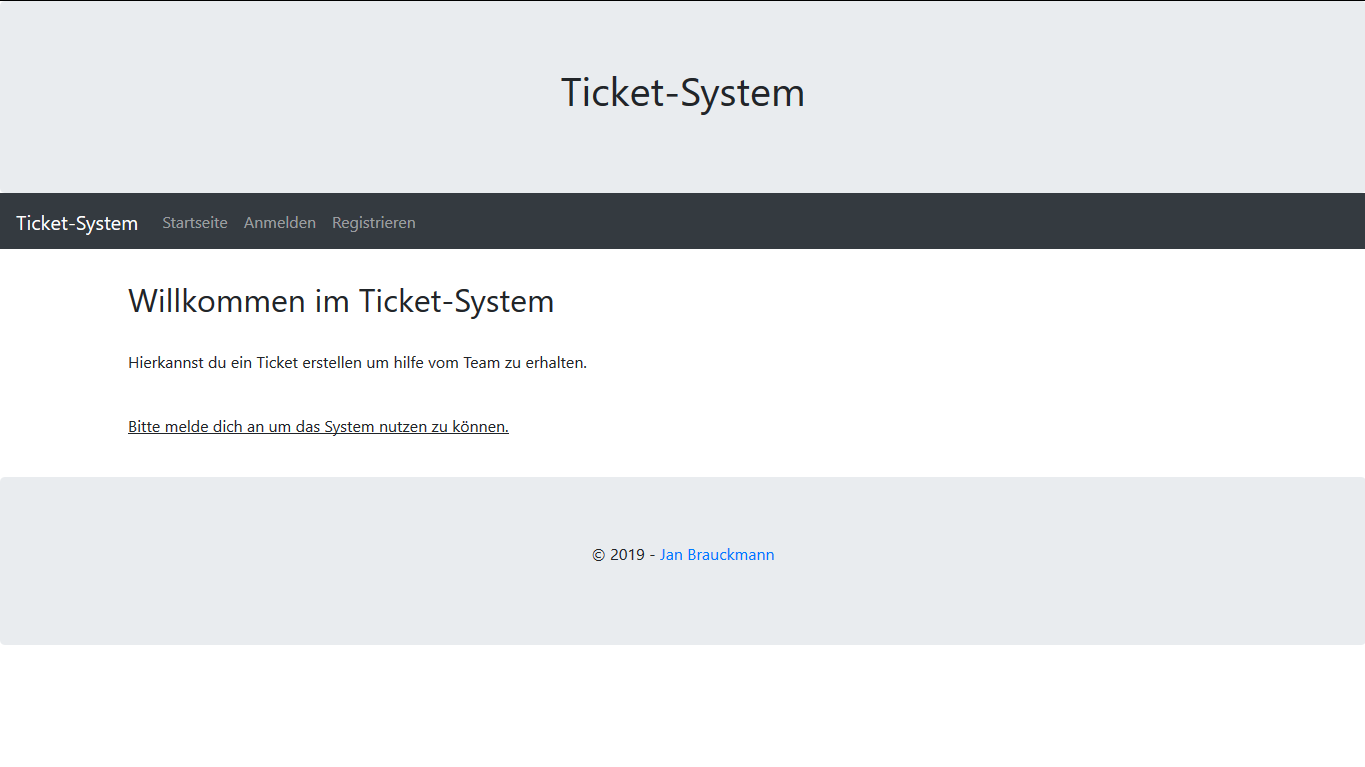 Ticket-System
Ticket-System Startseite Anmelden Registrieren
Willkommen im Ticket-System
Hierkannst du ein Ticket erstellen um hilfe vom Team zu erhalten.
Bitte melde dich an um das System nutzen zu können.
© 2019 - Jan Brauckmann